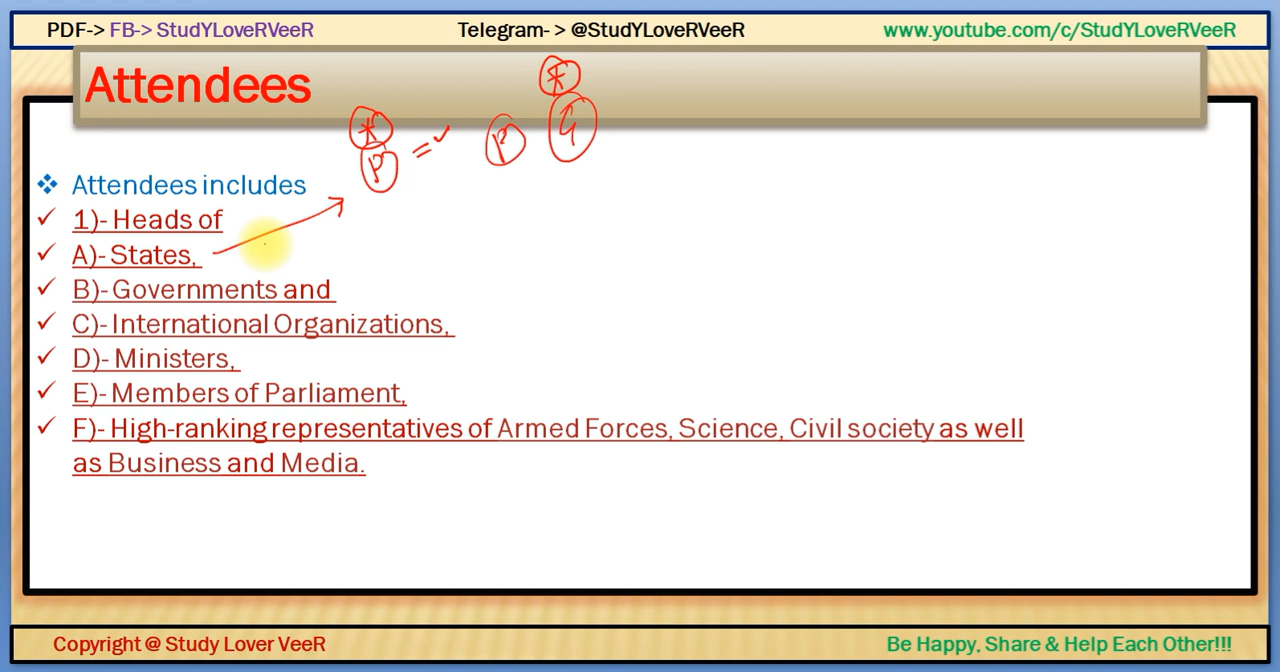 PDF-> FB-> StudYLoveRVeeR Telegram- > @StudYLoveRVeeR www.youtube.com/c/StudYLoveRVeeR
Attendees
Attendees includes
1)- Heads of
A)- States,
B)- Governments and
C)- International Organizations,
D)- Ministers,
E)- Members of Parliament,
F)- High-ranking representatives of Armed Forces, Science, Civil society as well
as Business and Media.
Copyright @ Study Lover VeeR Be Happy, Share & Help Each Other!!!